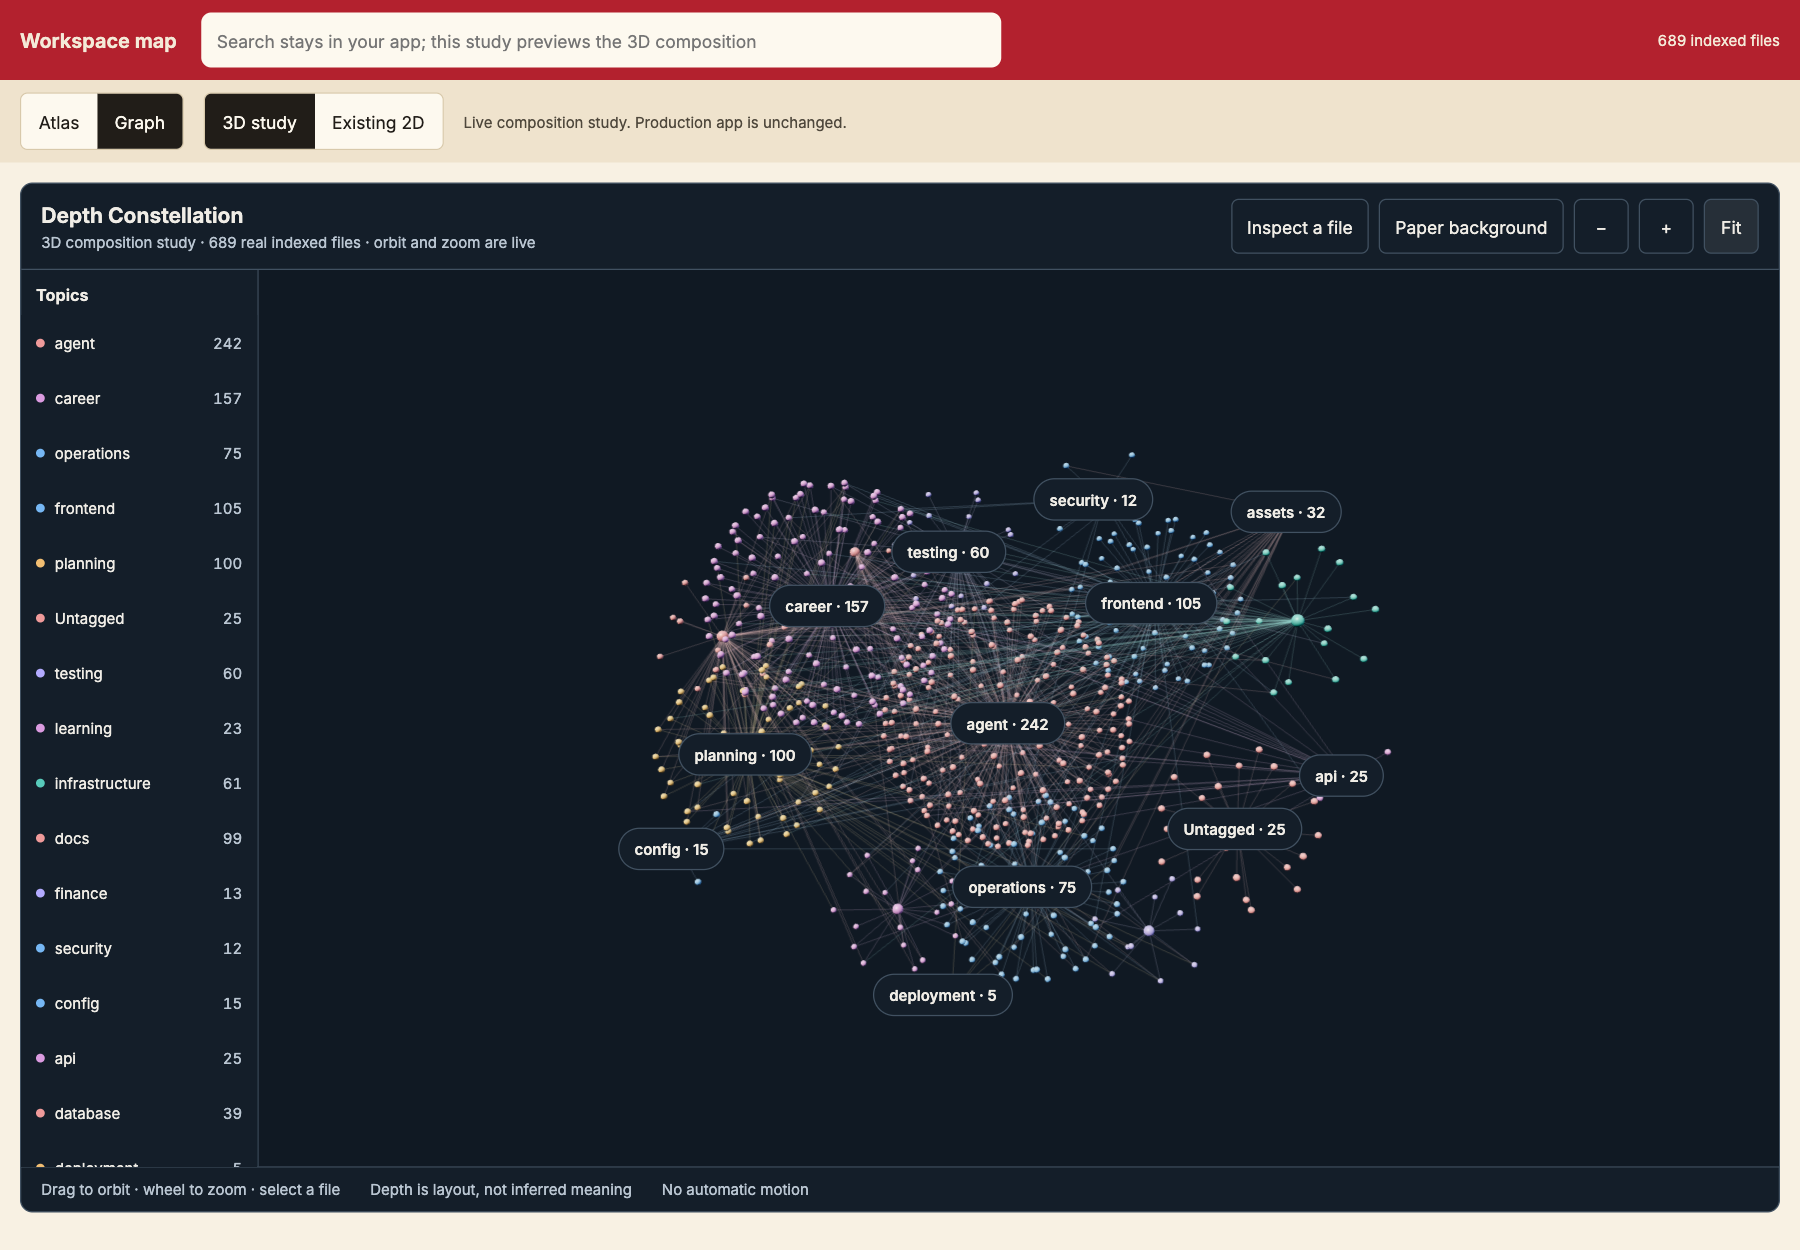 Workspace map
Search stays in your app; this study previews the 3D composition
689 indexed files
Atlas
Graph
3D study
Existing 2D
Live composition study. Production app is unchanged.
Depth Constellation
3D composition study · 689 real indexed files · orbit and zoom are live
Inspect a file
Paper background
−
+
Fit
Topics
agent 242
career 157
operations 75
frontend 105
planning 100
Untagged 25
testing 60
learning 23
infrastructure 61
docs 99
finance 13
security 12
config 15
api 25
database 39
deployment 5
security · 12
assets · 32
testing · 60
career · 157
frontend · 105
agent · 242
planning · 100
api · 25
Untagged · 25
config · 15
operations · 75
deployment · 5
Drag to orbit · wheel to zoom · select a file
Depth is layout, not inferred meaning
No automatic motion